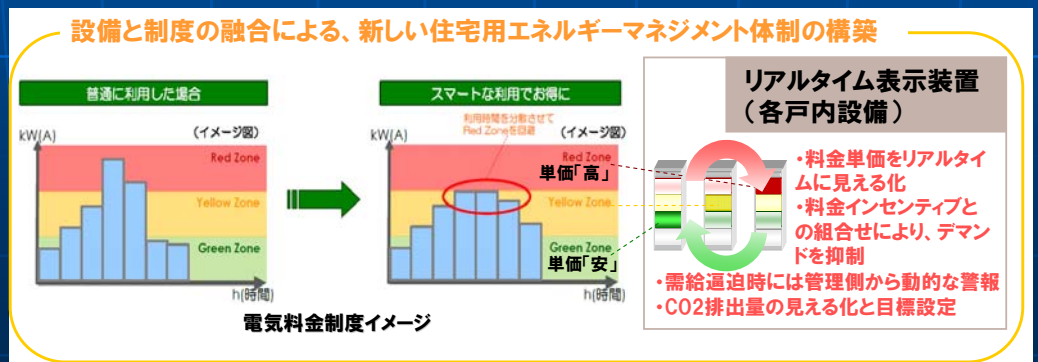 設備と制度の融合による、新しい住宅用エネルギーマネジメント体制の構築
普通に利用した場合
kW(A)
(イメージ図)
Red Zone
Yellow Zone
Green Zone
h(時間)
スマートな利用でお得に
利用時間を分散させて
Red Zoneを回避
kW(A)
(イメージ図)
Red Zone
単価「高」
Yellow Zone
Green Zone
単価「安」
h(時間)
電気料金制度イメージ
リアルタイム表示装置
(各戸内設備)
・料金単価をリアルタイ
ムに見える化
・料金インセンティブと
の組合せにより、デマン
ドを抑制
・需給逼迫時には管理側から動的な警報
・CO2排出量の見える化と目標設定